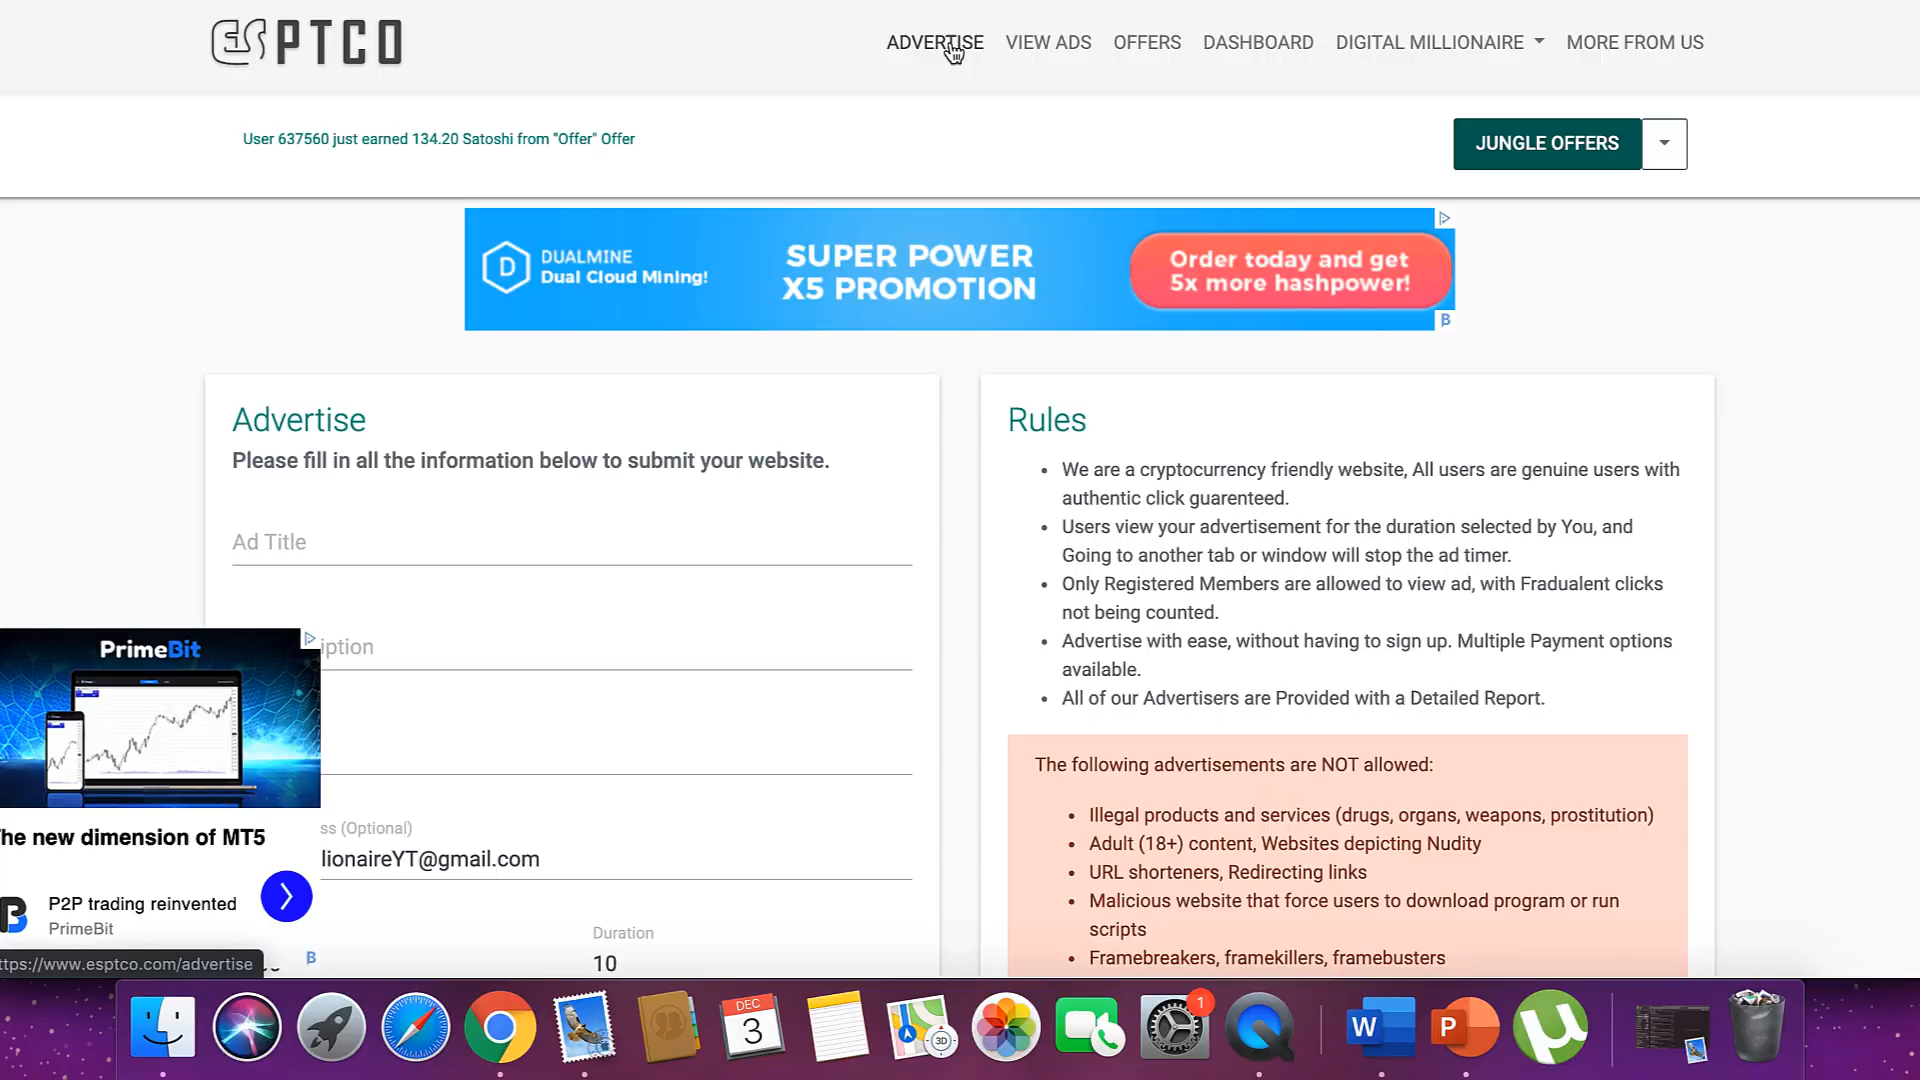 ESPTCO
ADVERTISE VIEW ADS OFFERS DASHBOARD DIGITAL MILLIONAIRE MORE FROM US
User 637560 just earned 134.20 Satoshi from "Offer" Offer
JUNGLE OFFERS
DUALMINE
Dual Cloud Mining!
SUPER POWER
X5 PROMOTION
Order today and get
5x more hashpower!
Advertise
Please fill in all the information below to submit your website.
Ad Title
iption
ss (Optional)
lionaireYT@gmail.com
Duration
10
Rules
We are a cryptocurrency friendly website, All users are genuine users with
authentic click guarenteed.
Users view your advertisement for the duration selected by You, and
Going to another tab or window will stop the ad timer.
Only Registered Members are allowed to view ad, with Fradualent clicks
not being counted.
Advertise with ease, without having to sign up. Multiple Payment options
available.
All of our Advertisers are Provided with a Detailed Report.
The following advertisements are NOT allowed:
Illegal products and services (drugs, organs, weapons, prostitution)
Adult (18+) content, Websites depicting Nudity
URL shorteners, Redirecting links
Malicious website that force users to download program or run
scripts
Framebreakers, framekillers, framebusters
PrimeBit
he new dimension of MT5
P2P trading reinvented
PrimeBit
ttps://www.esptco.com/advertise
DEC
3
3D
1
W
P